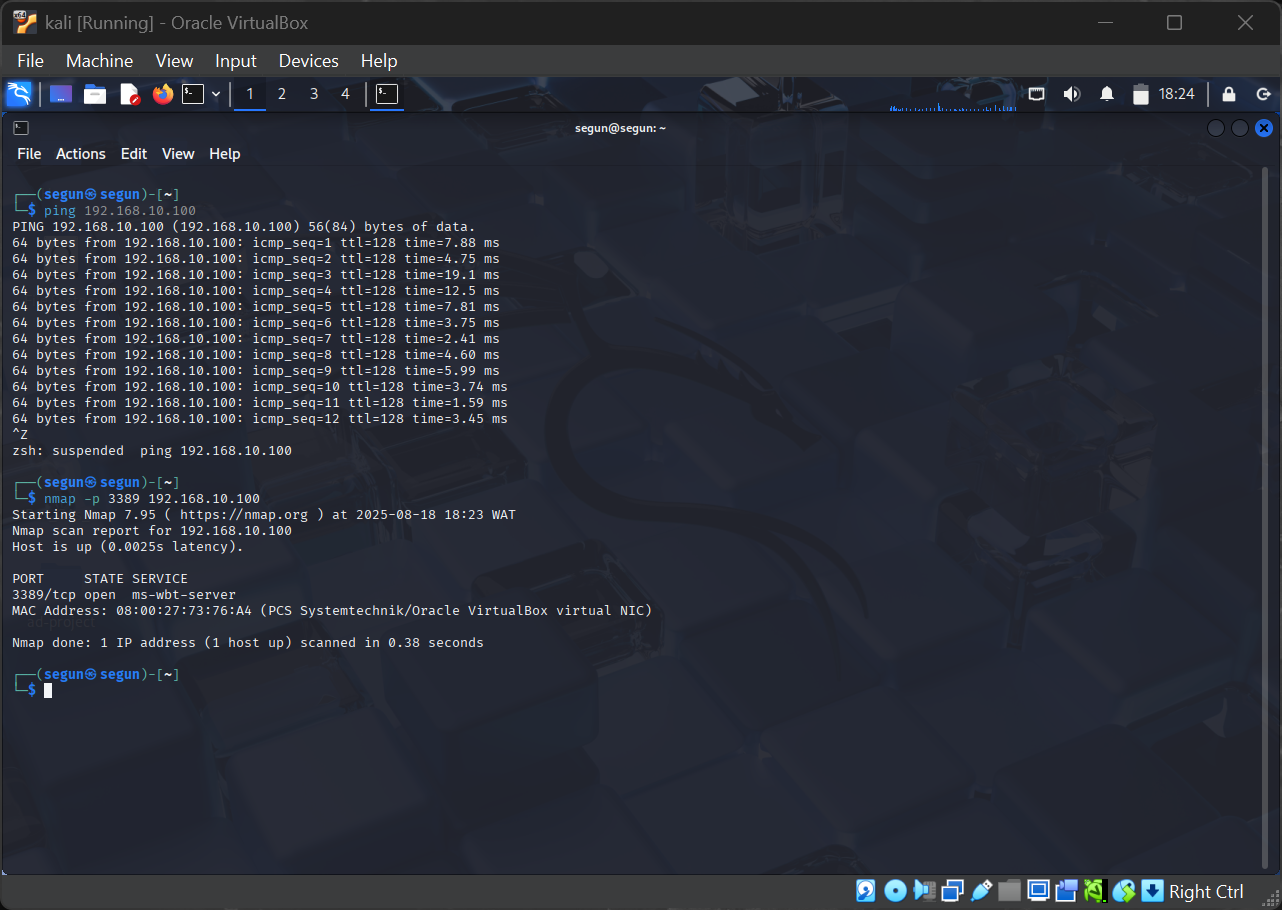 kali [Running] - Oracle VirtualBox
File Machine View Input Devices Help
1 2 3 4 18:24
segun@segun: ~
File Actions Edit View Help
┌──(segun㉿segun)-[~]
└─$ ping 192.168.10.100
PING 192.168.10.100 (192.168.10.100) 56(84) bytes of data.
64 bytes from 192.168.10.100: icmp_seq=1 ttl=128 time=7.88 ms
64 bytes from 192.168.10.100: icmp_seq=2 ttl=128 time=4.75 ms
64 bytes from 192.168.10.100: icmp_seq=3 ttl=128 time=19.1 ms
64 bytes from 192.168.10.100: icmp_seq=4 ttl=128 time=12.5 ms
64 bytes from 192.168.10.100: icmp_seq=5 ttl=128 time=7.81 ms
64 bytes from 192.168.10.100: icmp_seq=6 ttl=128 time=3.75 ms
64 bytes from 192.168.10.100: icmp_seq=7 ttl=128 time=2.41 ms
64 bytes from 192.168.10.100: icmp_seq=8 ttl=128 time=4.60 ms
64 bytes from 192.168.10.100: icmp_seq=9 ttl=128 time=5.99 ms
64 bytes from 192.168.10.100: icmp_seq=10 ttl=128 time=3.74 ms
64 bytes from 192.168.10.100: icmp_seq=11 ttl=128 time=1.59 ms
64 bytes from 192.168.10.100: icmp_seq=12 ttl=128 time=3.45 ms
^Z
zsh: suspended  ping 192.168.10.100
┌──(segun㉿segun)-[~]
└─$ nmap -p 3389 192.168.10.100
Starting Nmap 7.95 ( https://nmap.org ) at 2025-08-18 18:23 WAT
Nmap scan report for 192.168.10.100
Host is up (0.0025s latency).
PORT     STATE SERVICE
3389/tcp open  ms-wbt-server
MAC Address: 08:00:27:73:76:A4 (PCS Systemtechnik/Oracle VirtualBox virtual NIC)
ad-project
Nmap done: 1 IP address (1 host up) scanned in 0.38 seconds
┌──(segun㉿segun)-[~]
└─$
Right Ctrl